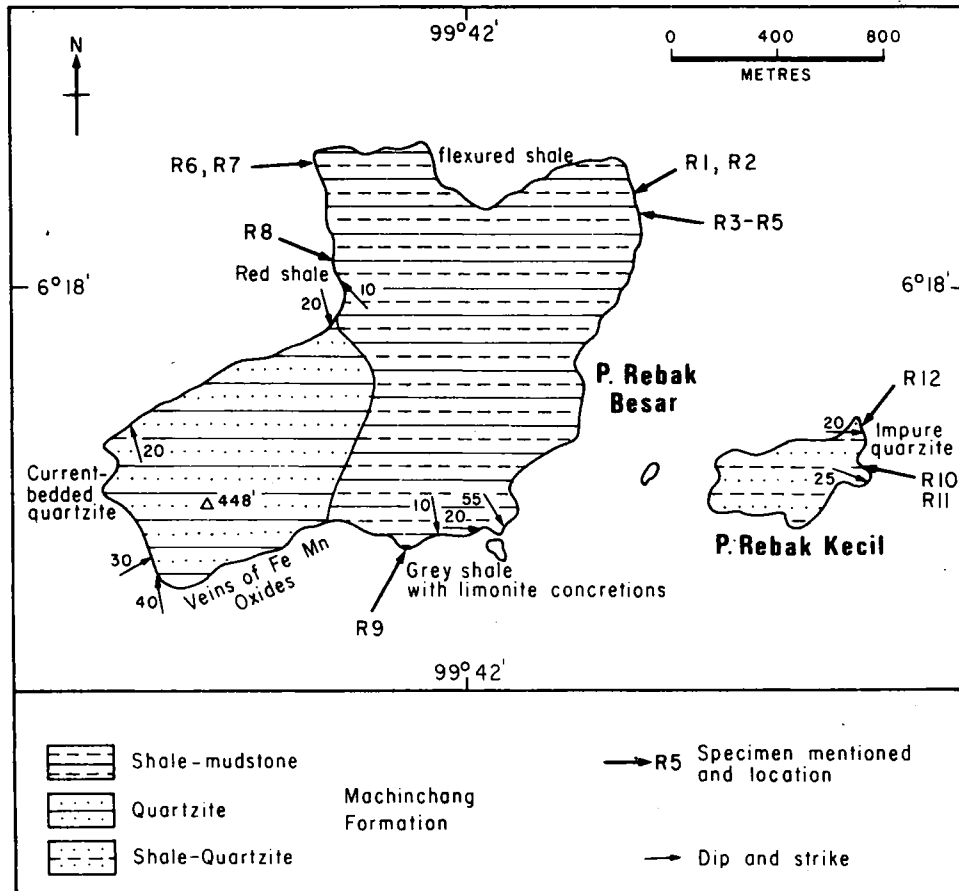 99° 42'
0 400 800
METRES
N
R6, R7
flexured shale
R1, R2
R3-R5
R8
Red shale
6° 18'
6° 18'
20
10
P. Rebak
Besar
R12
20
Impure
quartzite
20
Current-
bedded
quartzite
448'
10
55
20
25
R10
R11
P. Rebak Kecil
30
40
Veins of Fe Mn
Oxides
Grey shale
with limonite concretions
R9
99° 42'
Shale-mudstone
Quartzite
Shale-Quartzite
Machinchang
Formation
R5 Specimen mentioned
and location
Dip and strike